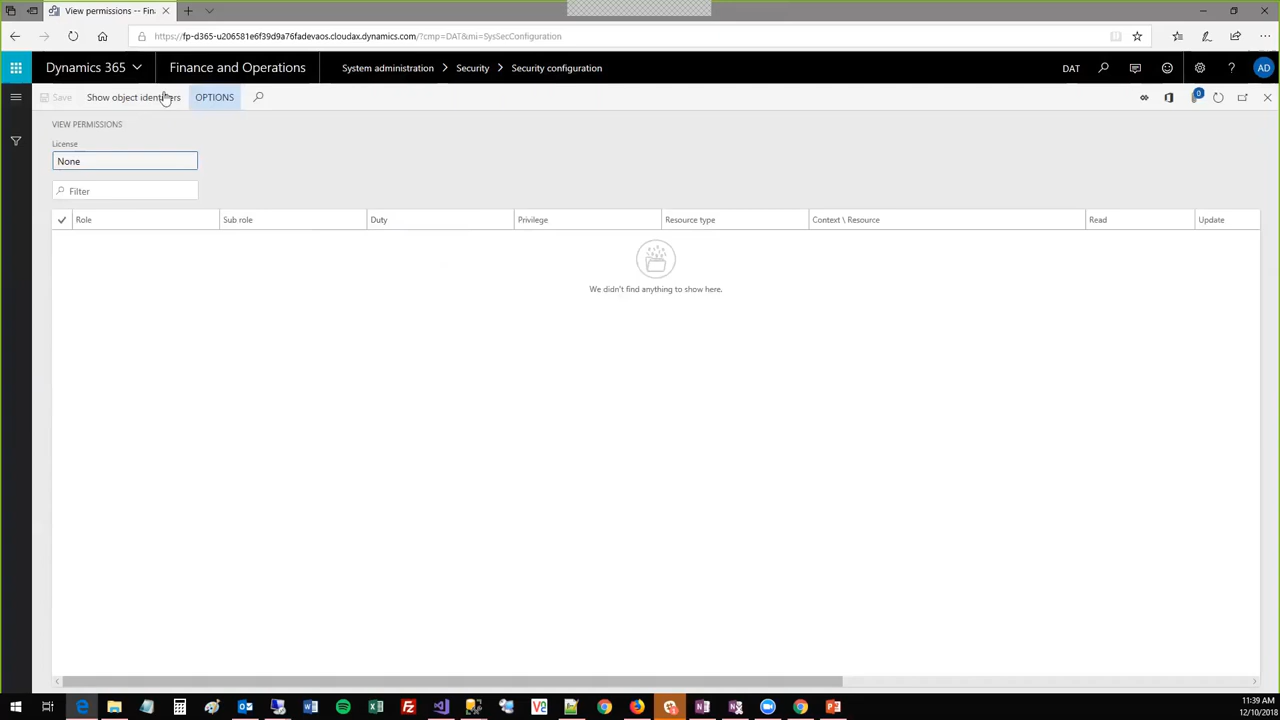 View permissions -- Fina
https://fp-d365-u206581e6f39d9a76fadevaos.cloudax.dynamics.com/?cmp=DAT&mi=SysSecConfiguration
Dynamics 365
Finance and Operations
System administration > Security > Security configuration
DAT
AD
Save
Show object identifiers
OPTIONS
0
VIEW PERMISSIONS
License
None
Filter
Role
Sub role
Duty
Privilege
Resource type
Context \ Resource
Read
Update
We didn't find anything to show here.
11:39 AM
12/10/2018